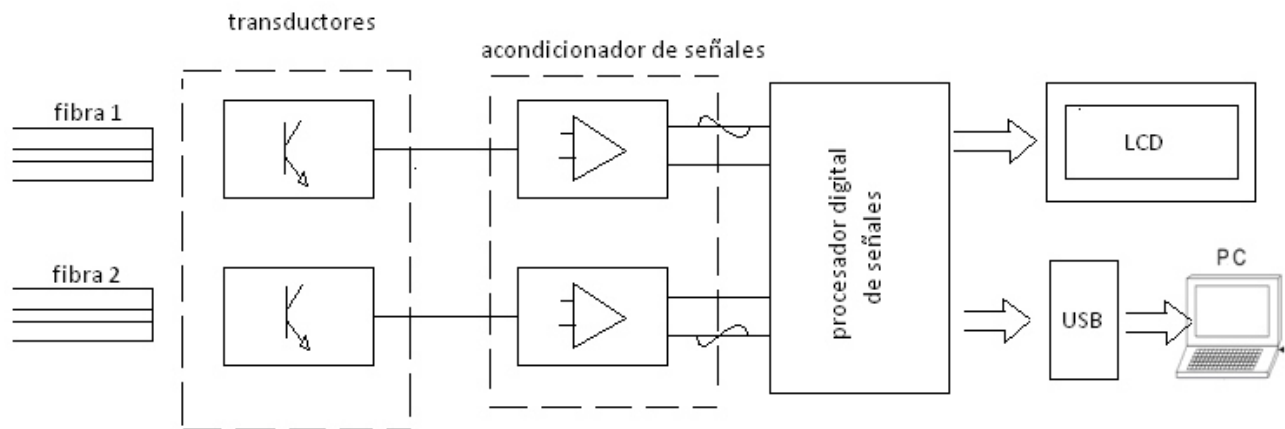 transductores
acondicionador de señales
fibra 1
fibra 2
procesador digital
de señales
LCD
USB
PC